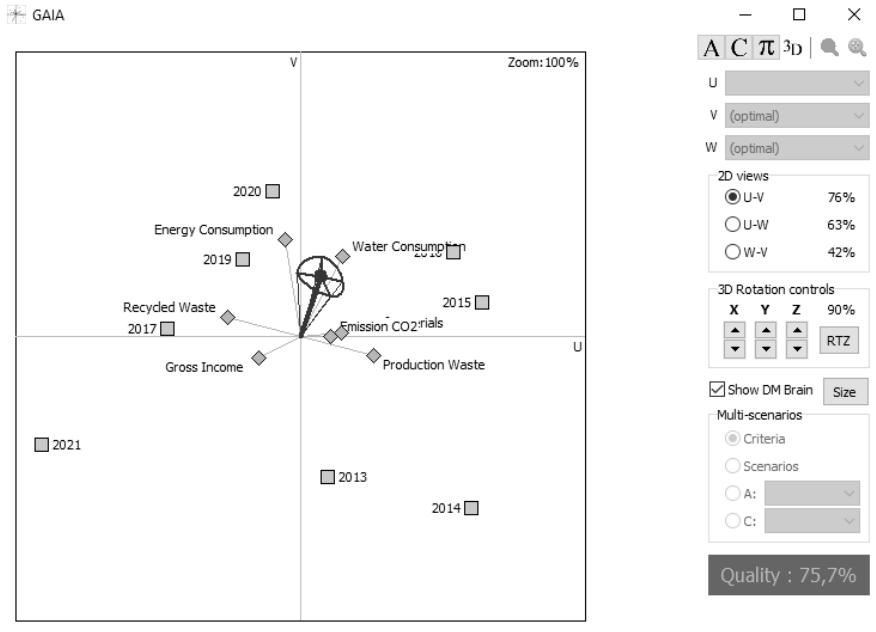 GAIA
V
Zoom:100%
2020
Energy Consumption
Water Consumption
2019
2015
Recycled Waste
2017
Emission CO2
U
Gross Income
Production Waste
2021
2013
2014
A C π 3D
U
V (optimal)
W (optimal)
2D views
U-V 76%
U-W 63%
W-V 42%
3D Rotation controls
X Y Z 90%
RTZ
Show DM Brain Size
Multi-scenarios
Criteria
Scenarios
A:
C:
Quality : 75,7%